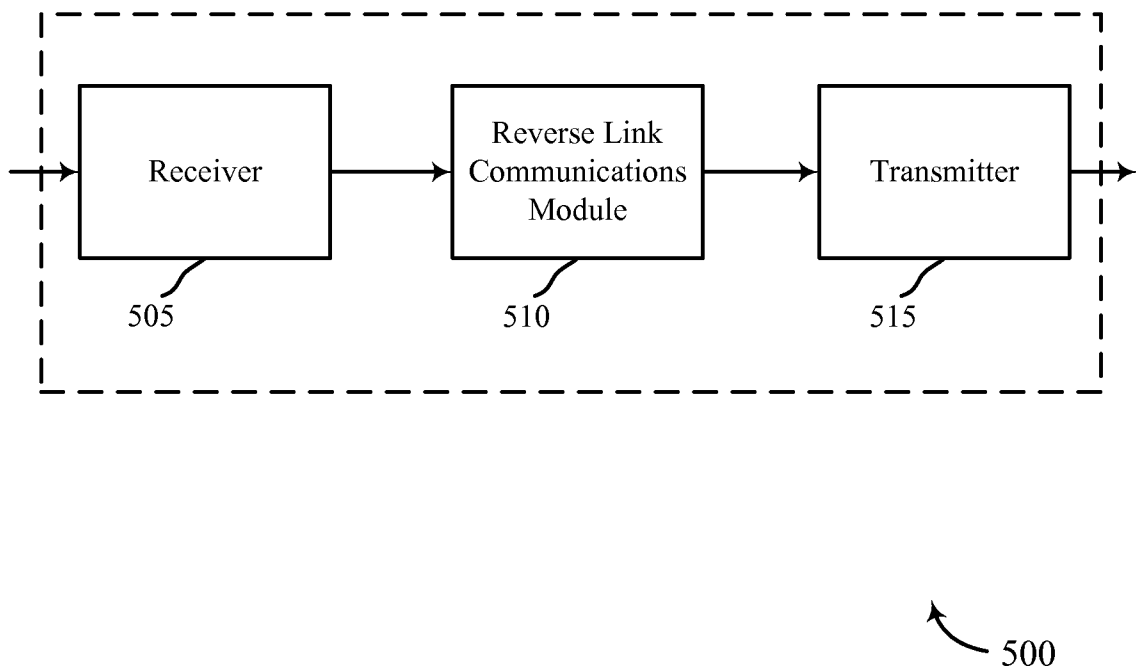 Receiver
Reverse Link
Communications
Module
Transmitter
505
510
515
500